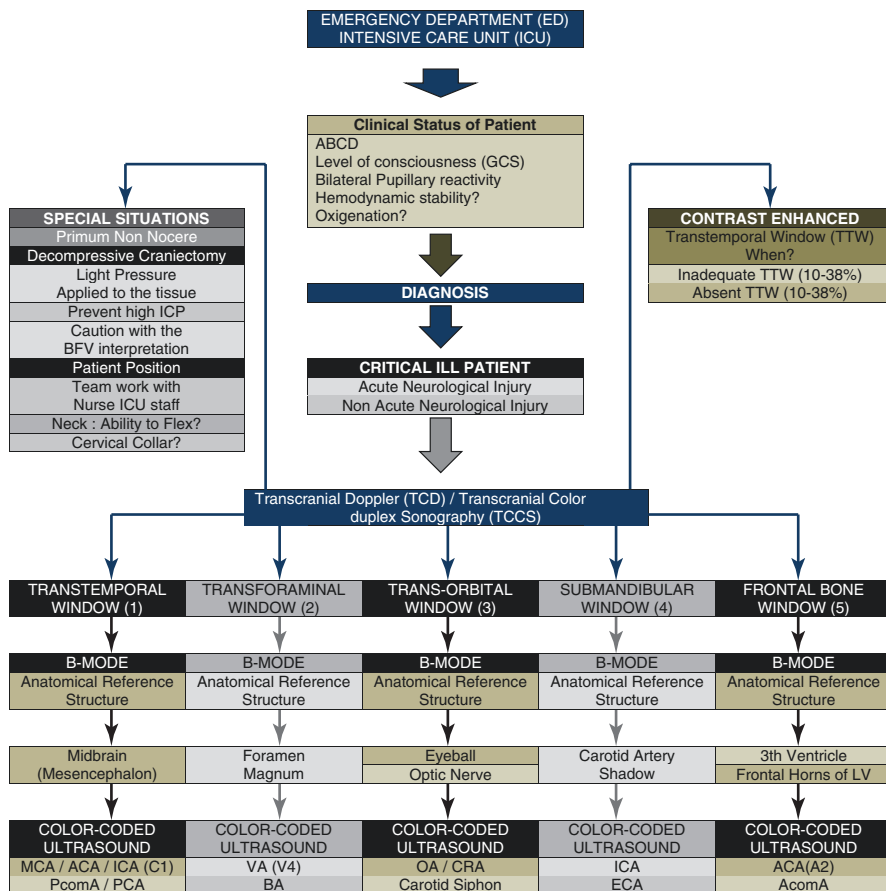 EMERGENCY DEPARTMENT (ED)
INTENSIVE CARE UNIT (ICU)
Clinical Status of Patient
ABCD
Level of consciousness (GCS)
Bilateral Pupillary reactivity
Hemodynamic stability?
Oxigenation?
SPECIAL SITUATIONS
Primum Non Nocere
Decompressive Craniectomy
Light Pressure
Applied to the tissue
Prevent high ICP
Caution with the
BFV interpretation
Patient Position
Team work with
Nurse ICU staff
Neck : Ability to Flex?
Cervical Collar?
CONTRAST ENHANCED
Transtemporal Window (TTW)
When?
Inadequate TTW (10-38%)
Absent TTW (10-38%)
DIAGNOSIS
CRITICAL ILL PATIENT
Acute Neurological Injury
Non Acute Neurological Injury
Transcranial Doppler (TCD) / Transcranial Color
duplex Sonography (TCCS)
TRANSTEMPORAL
WINDOW (1)
TRANSFORAMINAL
WINDOW (2)
TRANS-ORBITAL
WINDOW (3)
SUBMANDIBULAR
WINDOW (4)
FRONTAL BONE
WINDOW (5)
B-MODE
Anatomical Reference
Structure
B-MODE
Anatomical Reference
Structure
B-MODE
Anatomical Reference
Structure
B-MODE
Anatomical Reference
Structure
B-MODE
Anatomical Reference
Structure
Midbrain
(Mesencephalon)
Foramen
Magnum
Eyeball
Optic Nerve
Carotid Artery
Shadow
3th Ventricle
Frontal Horns of LV
COLOR-CODED
ULTRASOUND
MCA / ACA / ICA (C1)
PcomA / PCA
COLOR-CODED
ULTRASOUND
VA (V4)
BA
COLOR-CODED
ULTRASOUND
OA / CRA
Carotid Siphon
COLOR-CODED
ULTRASOUND
ICA
ECA
COLOR-CODED
ULTRASOUND
ACA(A2)
AcomA